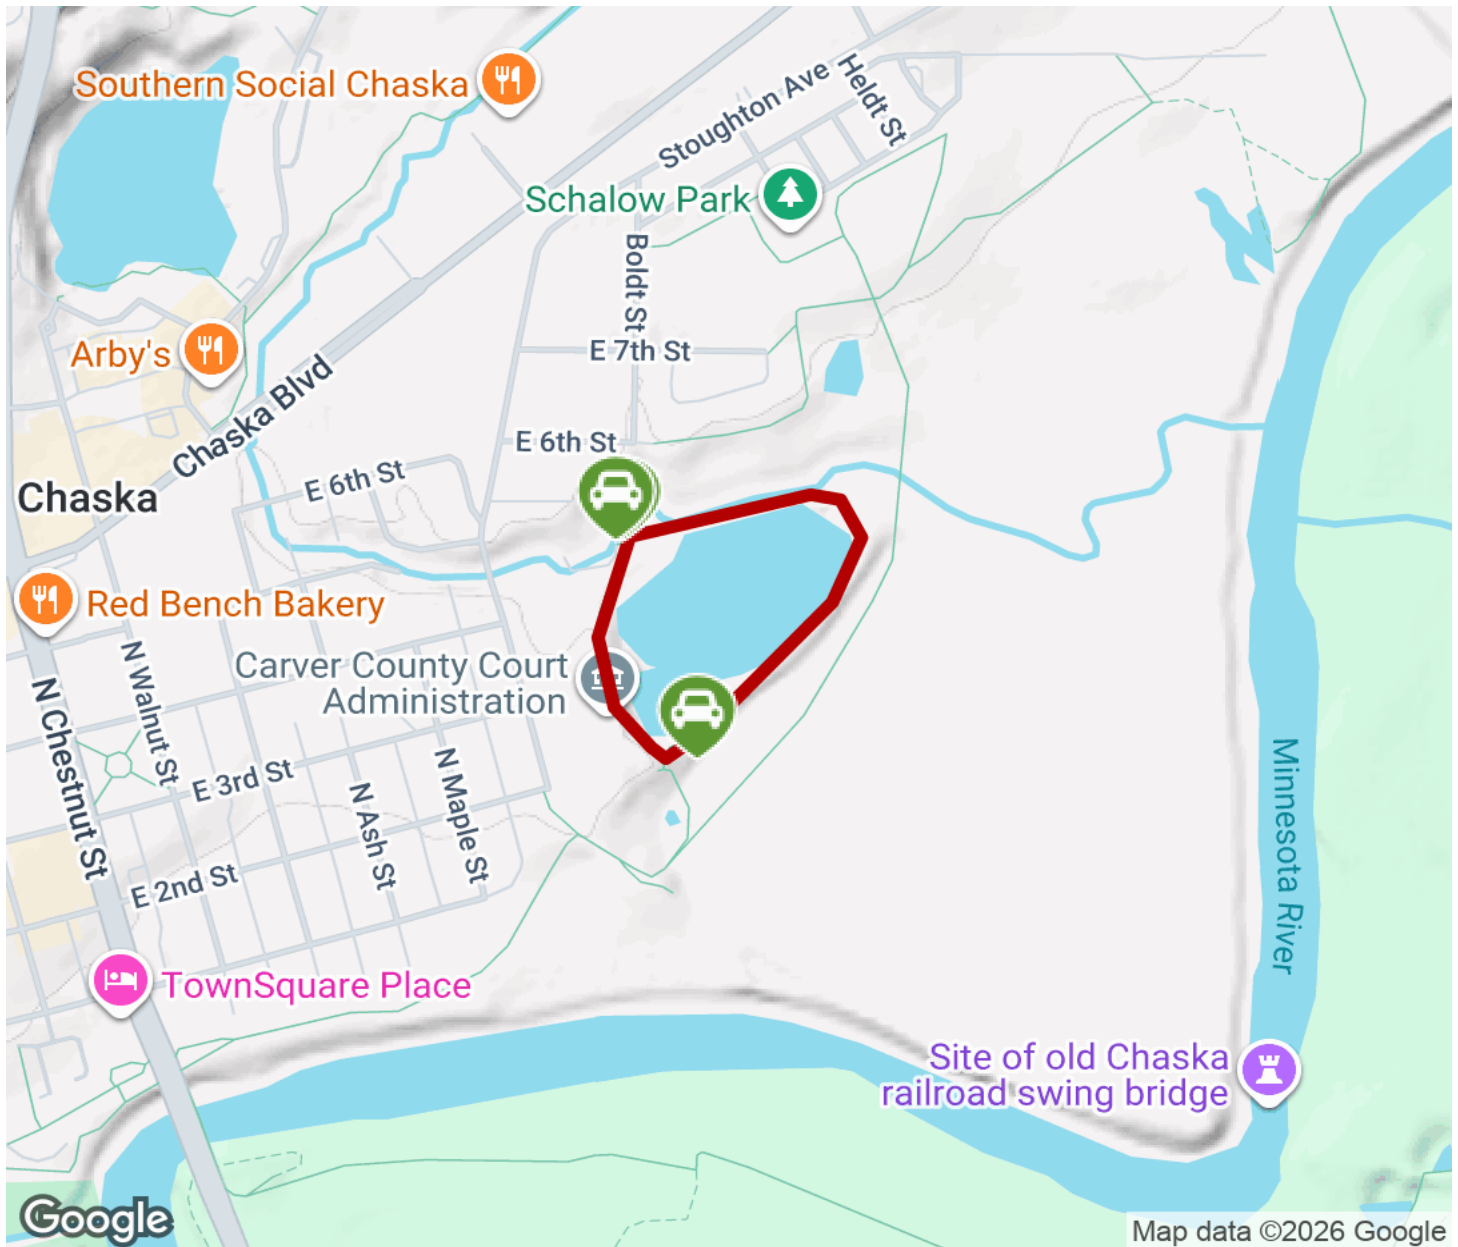 Southern Social Chaska
Stoughton Ave
Heldt St
Schalow Park
Boldt St
Arby's
E 7th St
Chaska Blvd
E 6th St
E 6th St
Chaska
Red Bench Bakery
N Walnut St
Carver County Court
Administration
N Chestnut St
E 3rd St
N Maple St
N Ash St
E 2nd St
Minnesota River
TownSquare Place
Site of old Chaska
railroad swing bridge
Google
Map data ©2026 Google